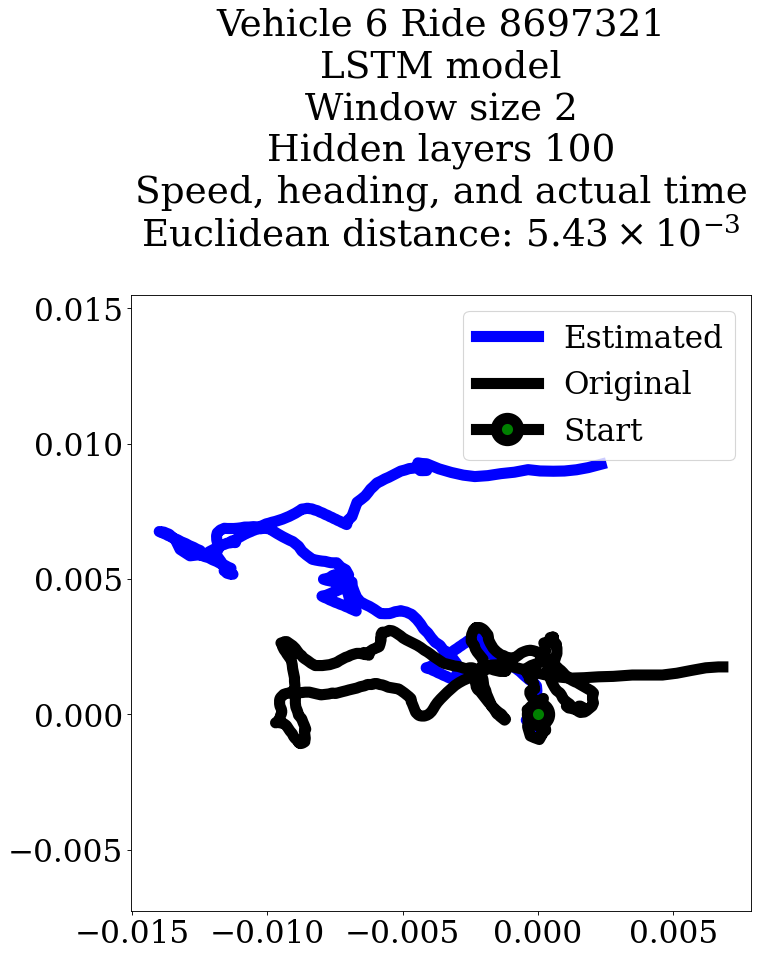 Vehicle 6 Ride 8697321
LSTM model
Window size 2
Hidden layers 100
Speed, heading, and actual time
Euclidean distance: 5.43 × 10⁻³
0.015
0.010
0.005
0.000
−0.005
Estimated
Original
Start
−0.015 −0.010 −0.005 0.000 0.005